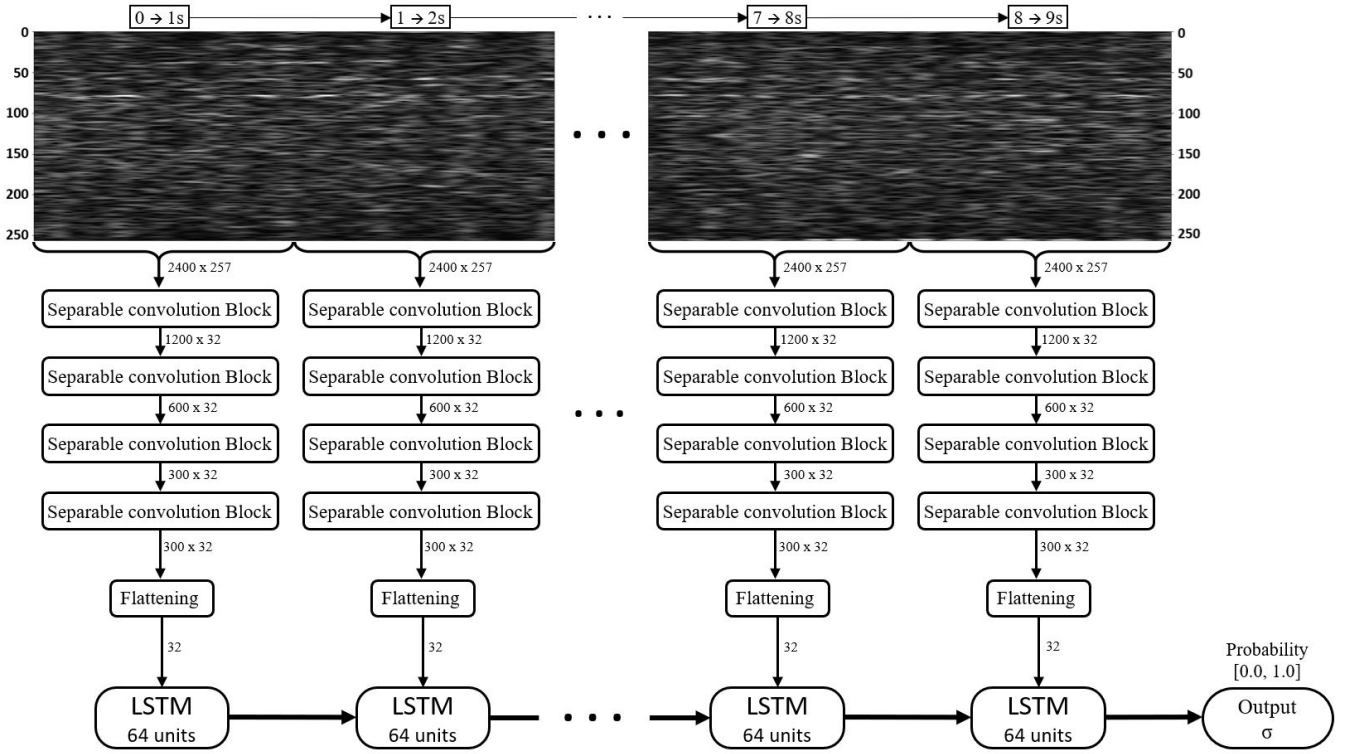 0 → 1s
1 → 2s
...
7 → 8s
8 → 9s
0
50
100
150
200
250
0
50
100
150
200
250
...
2400 x 257
2400 x 257
2400 x 257
2400 x 257
Separable convolution Block
Separable convolution Block
Separable convolution Block
Separable convolution Block
1200 x 32
1200 x 32
1200 x 32
1200 x 32
Separable convolution Block
Separable convolution Block
Separable convolution Block
Separable convolution Block
600 x 32
600 x 32
...
600 x 32
600 x 32
Separable convolution Block
Separable convolution Block
Separable convolution Block
Separable convolution Block
300 x 32
300 x 32
300 x 32
300 x 32
Separable convolution Block
Separable convolution Block
Separable convolution Block
Separable convolution Block
300 x 32
300 x 32
300 x 32
300 x 32
Flattening
Flattening
Flattening
Flattening
32
32
32
32
LSTM
64 units
LSTM
64 units
...
LSTM
64 units
LSTM
64 units
Probability
[0.0, 1.0]
Output
σ